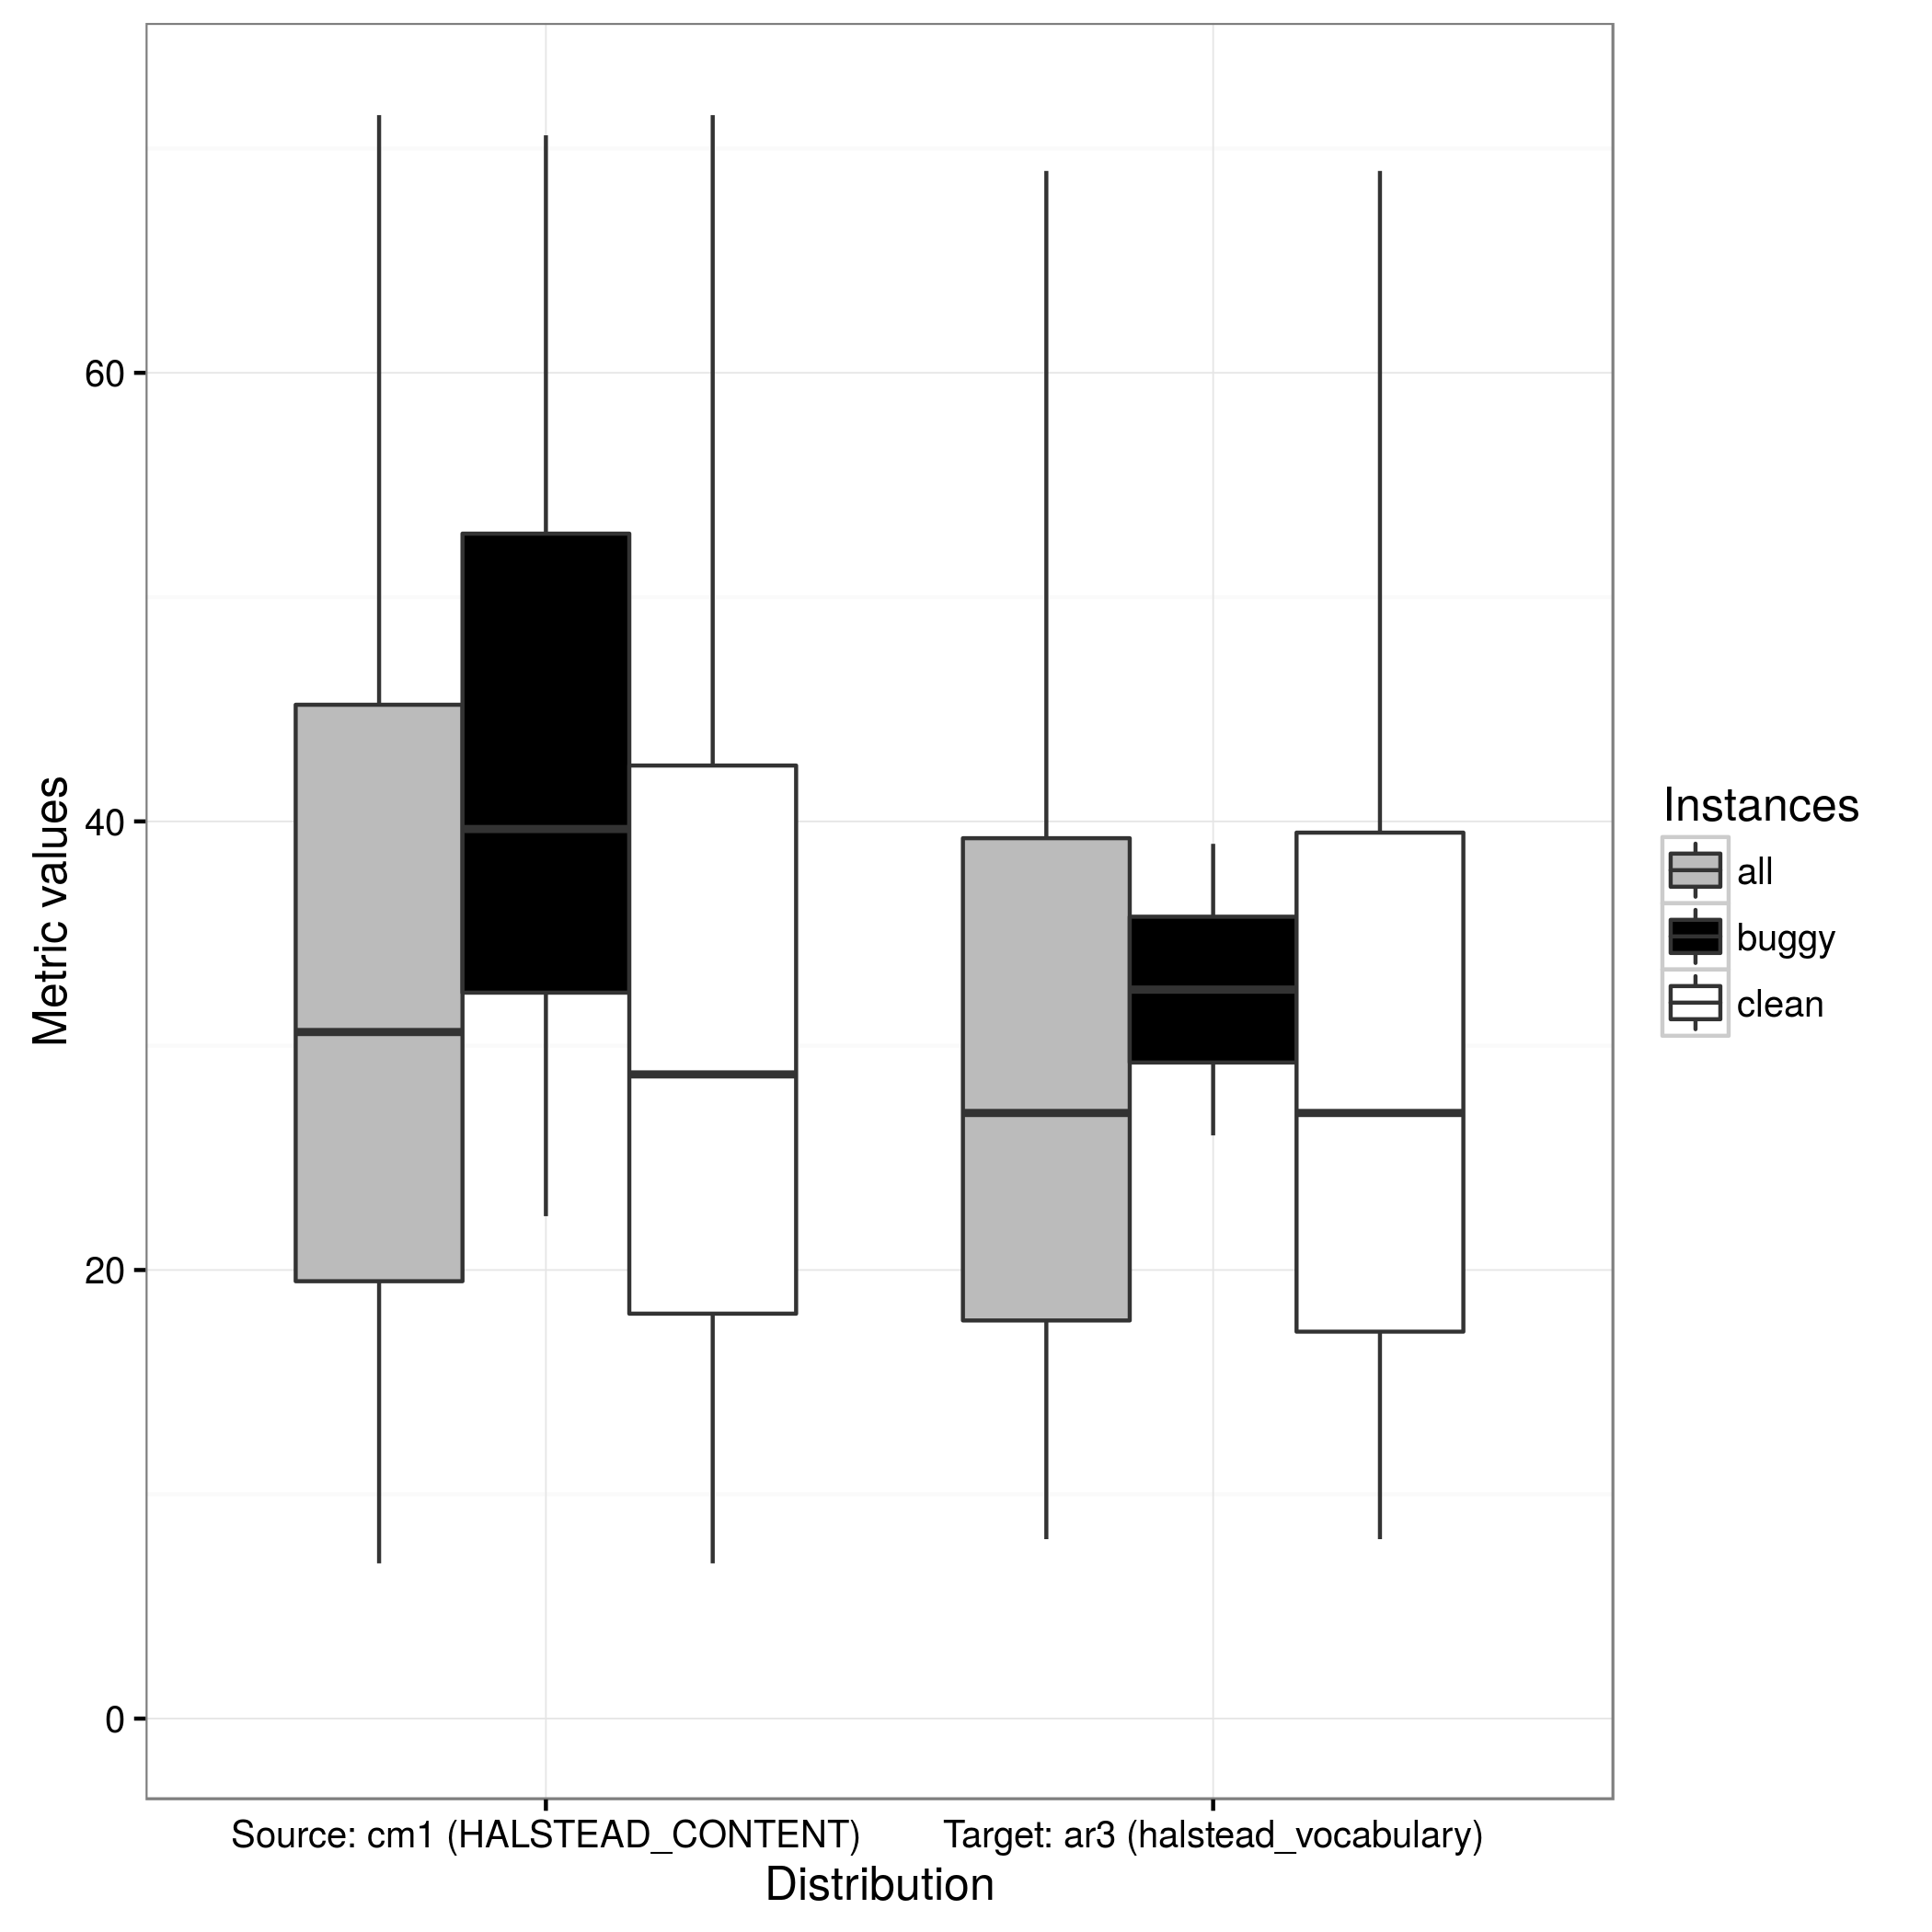 Metric values
60
40
20
0
Source: cm1 (HALSTEAD_CONTENT)
Target: ar3 (halstead_vocabulary)
Distribution
Instances
all
buggy
clean